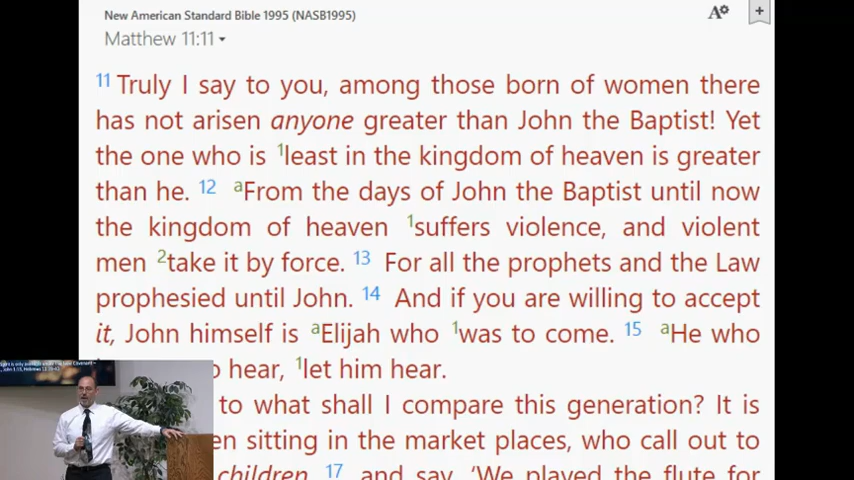 New American Standard Bible 1995 (NASB1995)
Matthew 11:11
11 Truly I say to you, among those born of women there
has not arisen anyone greater than John the Baptist! Yet
the one who is 1least in the kingdom of heaven is greater
than he. 12 aFrom the days of John the Baptist until now
the kingdom of heaven 1suffers violence, and violent
men 2take it by force. 13 For all the prophets and the Law
prophesied until John. 14 And if you are willing to accept
it, John himself is aElijah who 1was to come. 15 aHe who
hear, 1let him hear.
to what shall I compare this generation? It is
sitting in the market places, who call out to
children, 17 and say, ‘We played the flute for